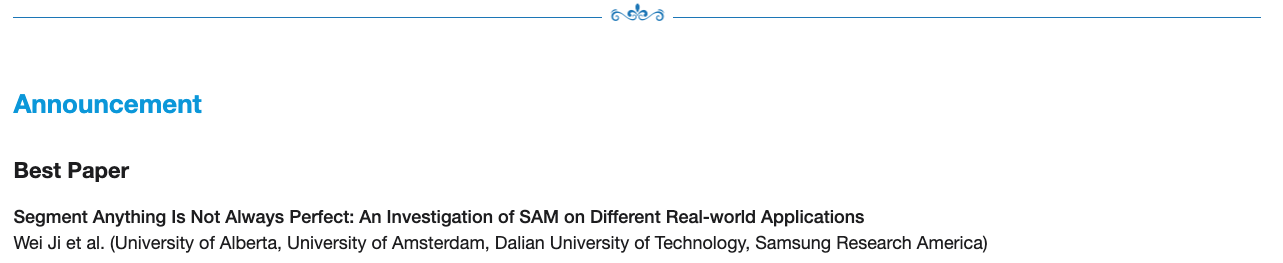 Announcement
Best Paper
Segment Anything Is Not Always Perfect: An Investigation of SAM on Different Real-world Applications
Wei Ji et al. (University of Alberta, University of Amsterdam, Dalian University of Technology, Samsung Research America)